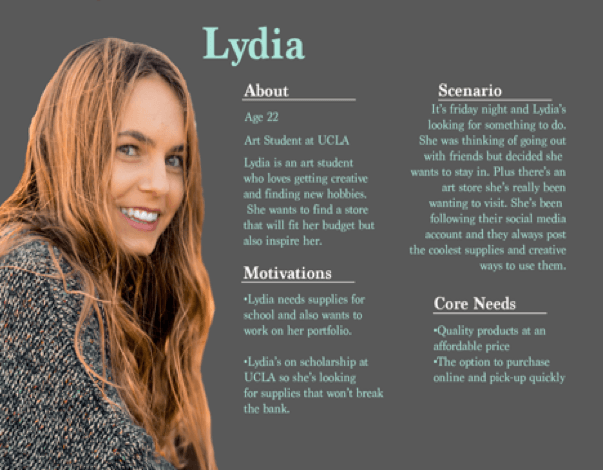 Lydia
About
Age 22
Art Student at UCLA
Lydia is an art student
who loves getting creative
and finding new hobbies.
She wants to find a store
that will fit her budget but
also inspire her.
Motivations
•Lydia needs supplies for
school and also wants to
work on her portfolio.
•Lydia's on scholarship at
UCLA so she's looking
for supplies that won't break
the bank.
Scenario
It's friday night and Lydia's
looking for something to do.
She was thinking of going out
with friends but decided she
wants to stay in. Plus there's an
art store she's really been
wanting to visit. She's been
following their social media
account and they always post
the coolest supplies and creative
ways to use them.
Core Needs
•Quality products at an
affordable price
•The option to purchase
online and pick-up quickly